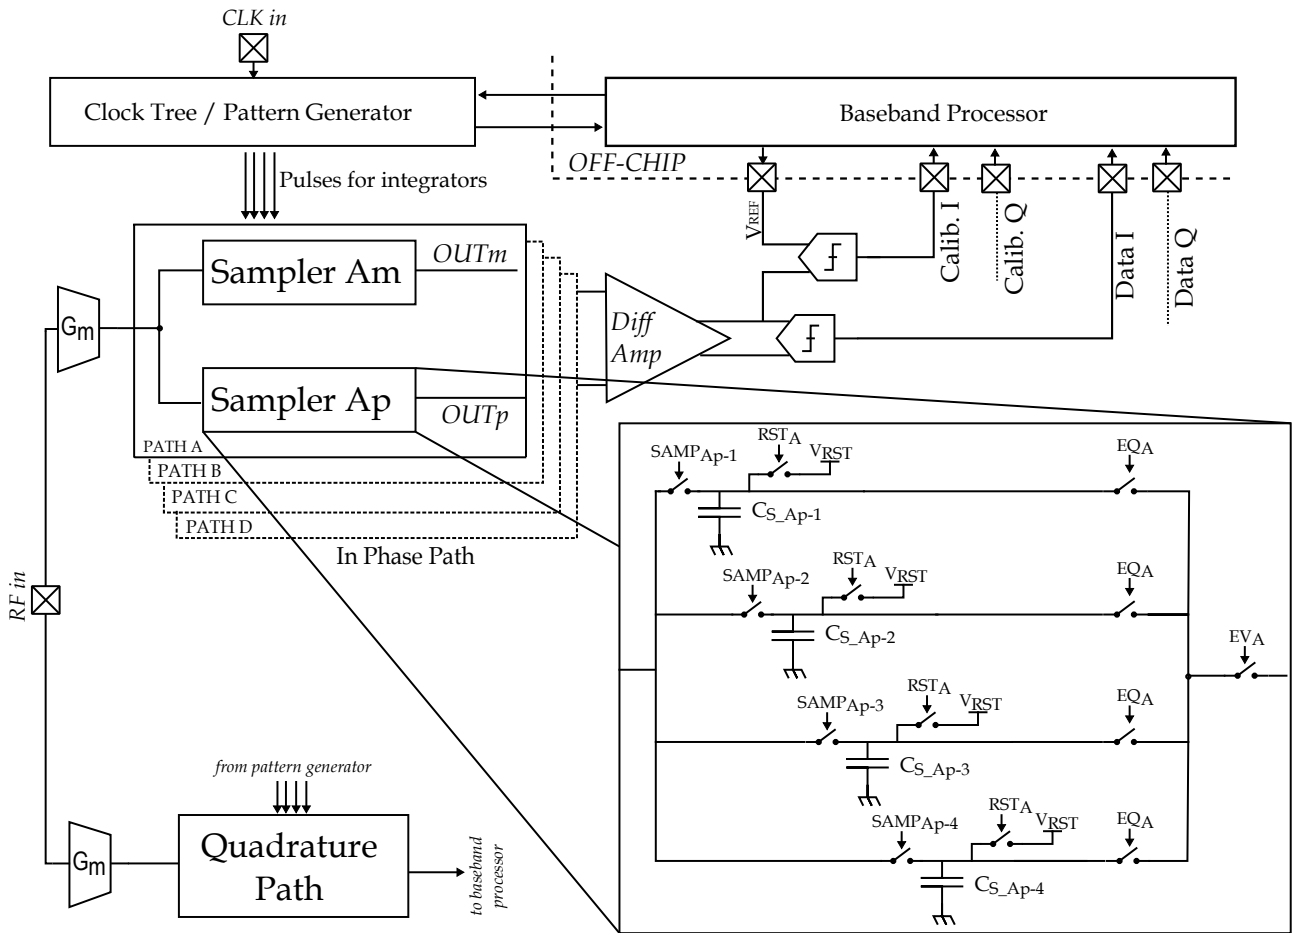 CLK in
Clock Tree / Pattern Generator
Baseband Processor
OFF-CHIP
Pulses for integrators
VREF
Calib. I
Calib. Q
Data I
Data Q
Sampler Am
OUTm
Gm
Diff
Amp
Sampler Ap
OUTp
PATH A
PATH B
PATH C
PATH D
In Phase Path
RF in
SAMPAp-1
RSTA
VRST
EQA
CS_Ap-1
SAMPAp-2
RSTA
VRST
EQA
CS_Ap-2
EVA
SAMPAp-3
RSTA
VRST
EQA
CS_Ap-3
SAMPAp-4
RSTA
VRST
EQA
CS_Ap-4
from pattern generator
Gm
Quadrature
Path
to baseband
processor